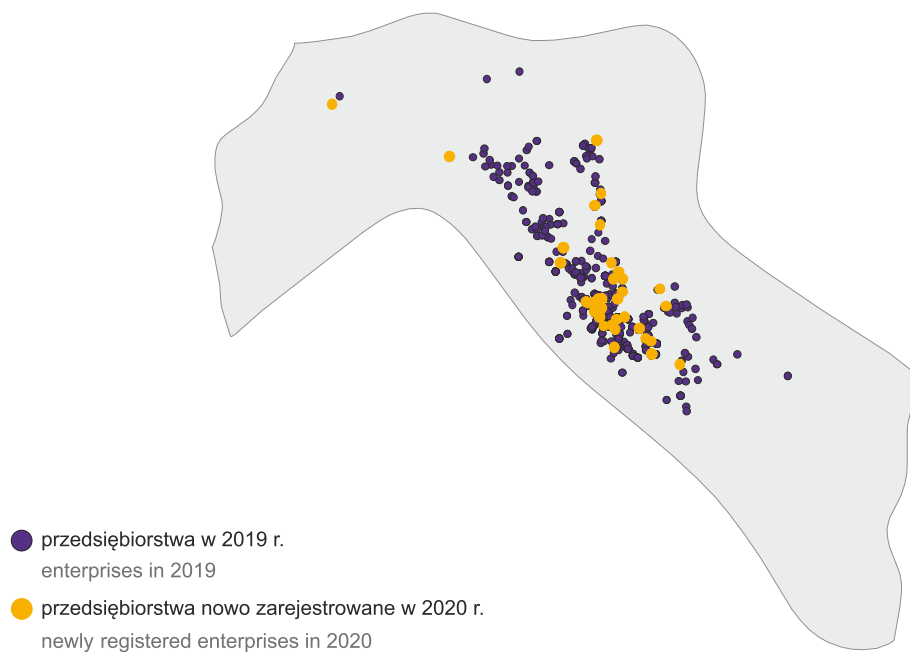 przedsiębiorstwa w 2019 r.
enterprises in 2019
przedsiębiorstwa nowo zarejestrowane w 2020 r.
newly registered enterprises in 2020